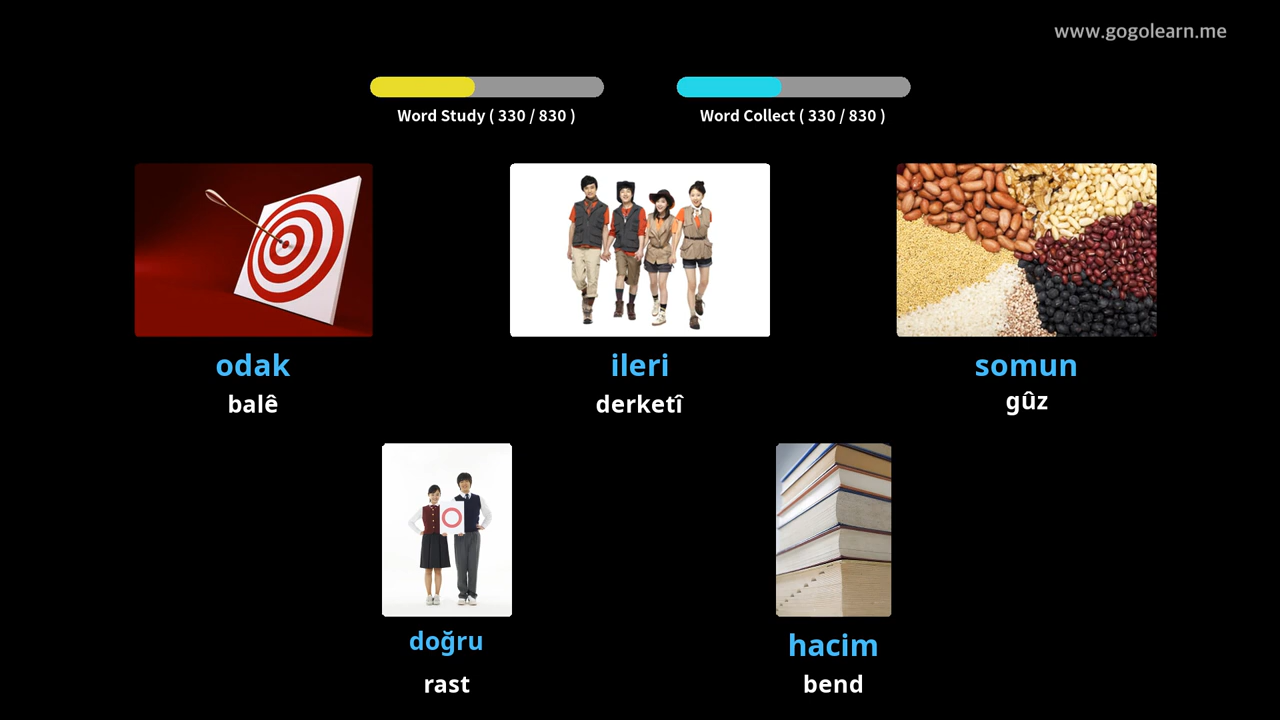 www.gogolearn.me
Word Study ( 330 / 830 )
Word Collect ( 330 / 830 )
odak
balê
ileri
derketî
somun
gûz
doğru
rast
hacim
bend